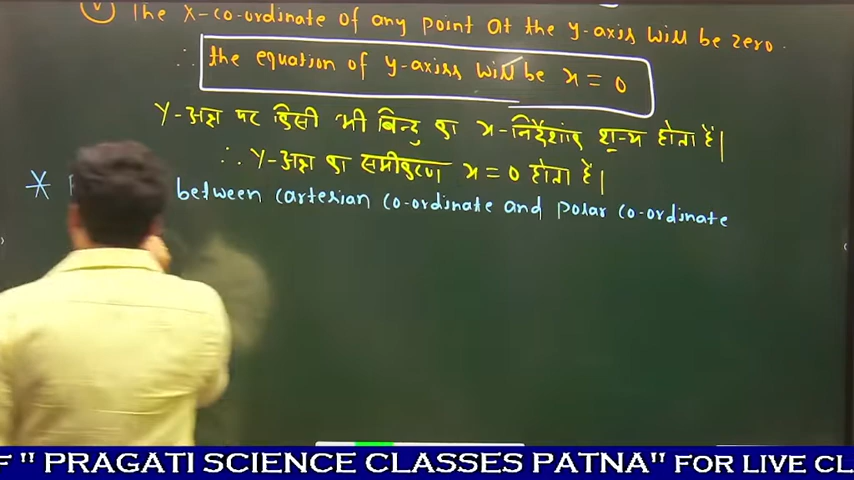 (v) The x-co-ordinate of any point at the y-axis will be zero.
∴ the equation of y-axiss will be x = 0
Y-अक्ष पर किसी भी बिन्दु का x-निर्देशांक शून्य होता है|
∴ Y-अक्ष का समीकरण x = 0 होता है|
* between cartesian co-ordinate and polar co-ordinate
F " PRAGATI SCIENCE CLASSES PATNA" FOR LIVE CL